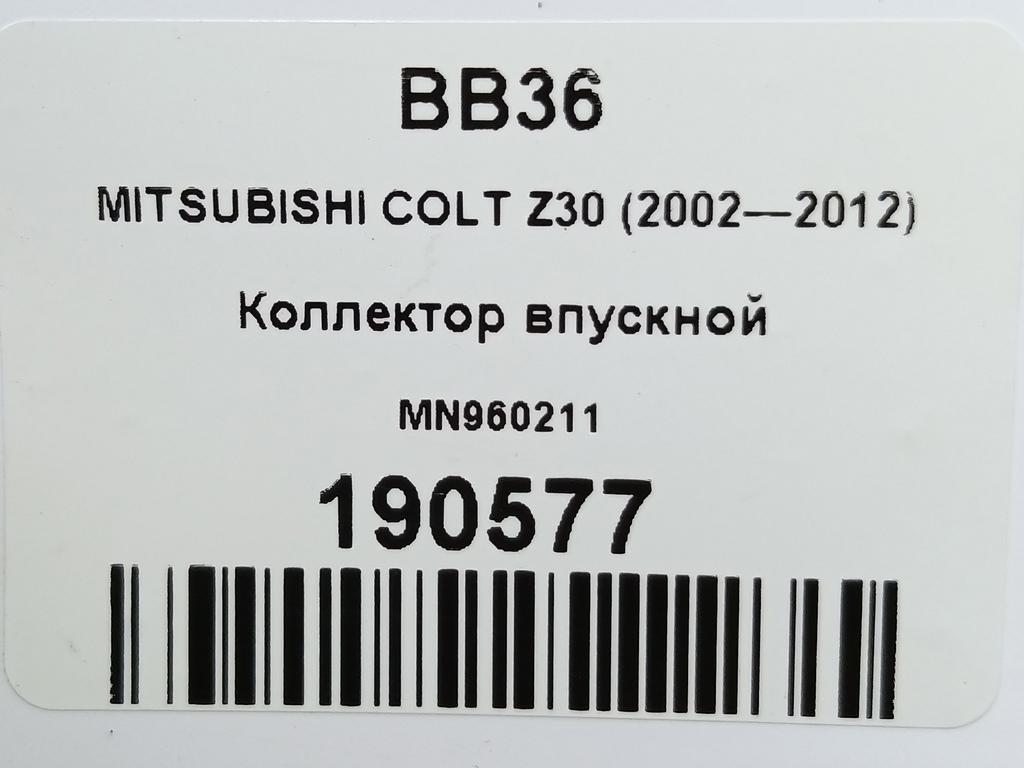 BB36
MITSUBISHI COLT Z30 (2002—2012)
Коллектор впускной
MN960211
190577